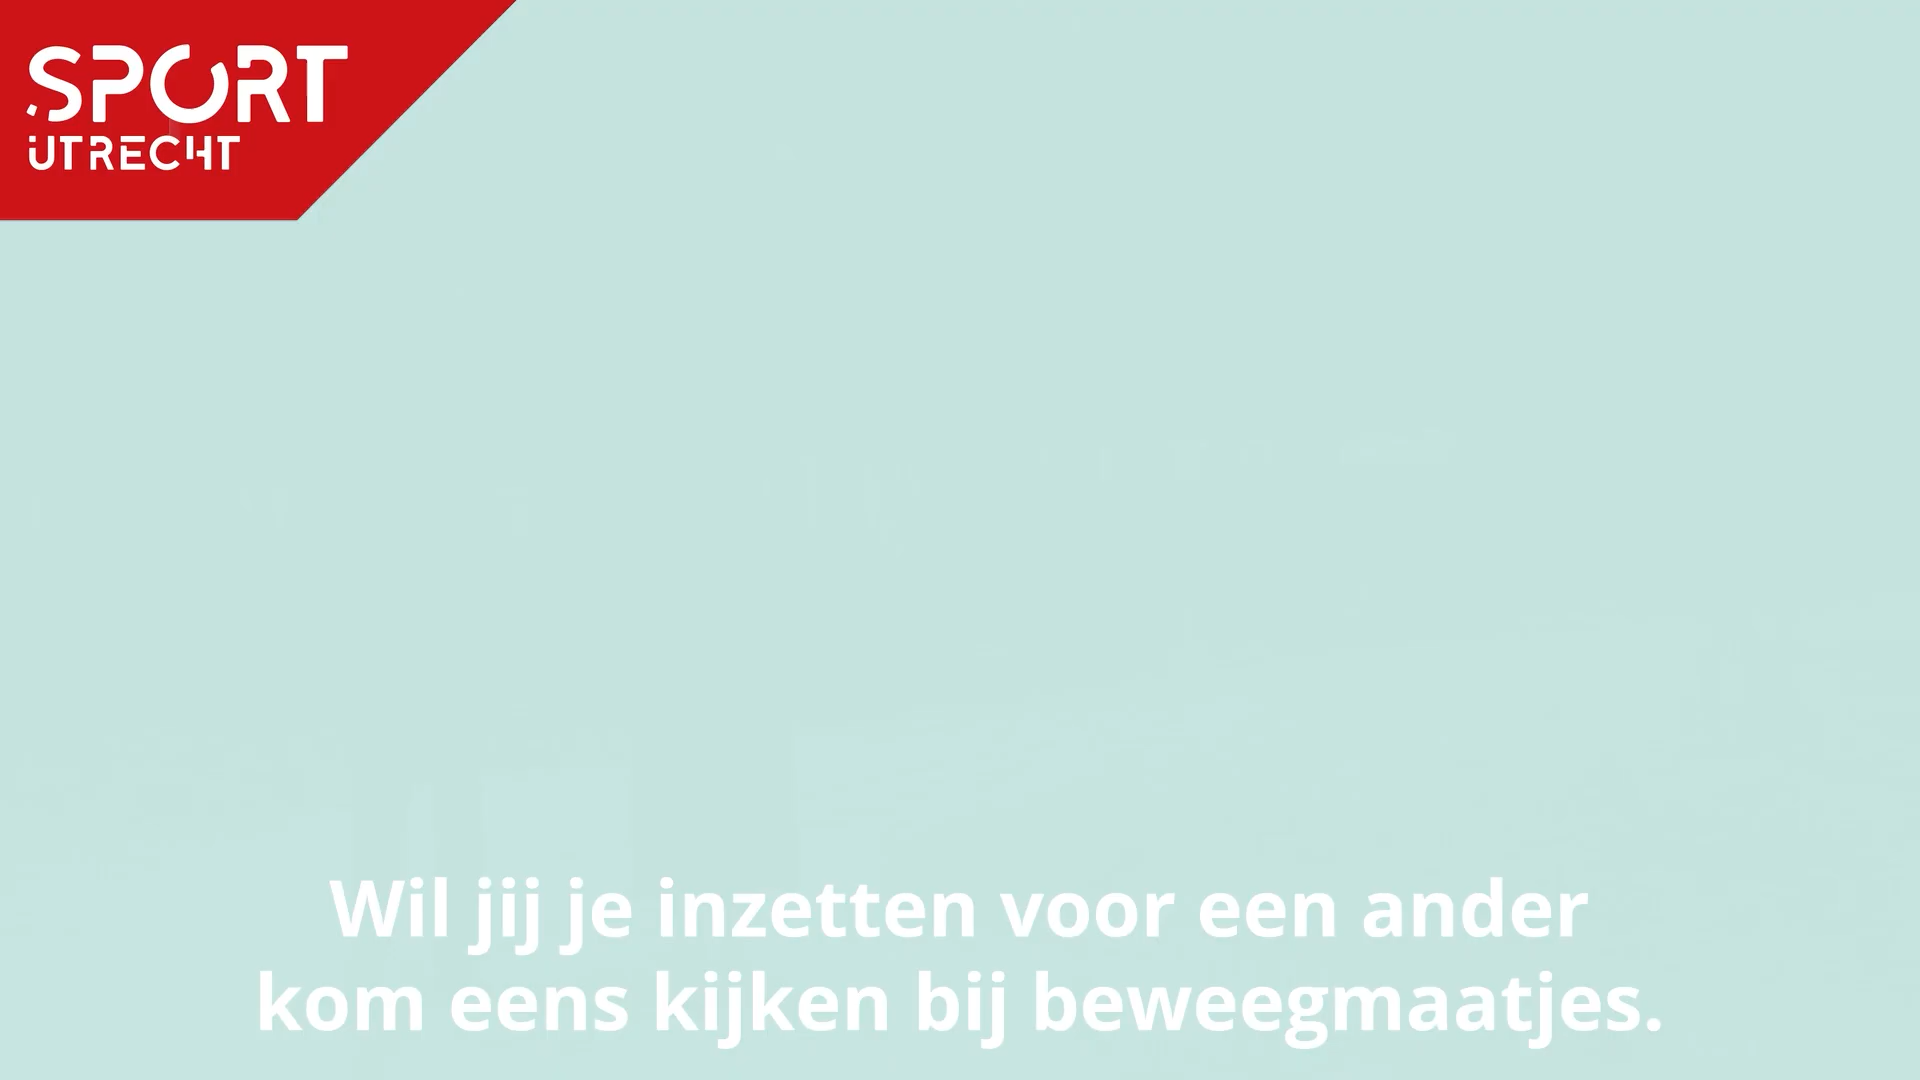 SPORT
UTRECHT
Wil jij je inzetten voor een ander
kom eens kijken bij beweegmaatjes.